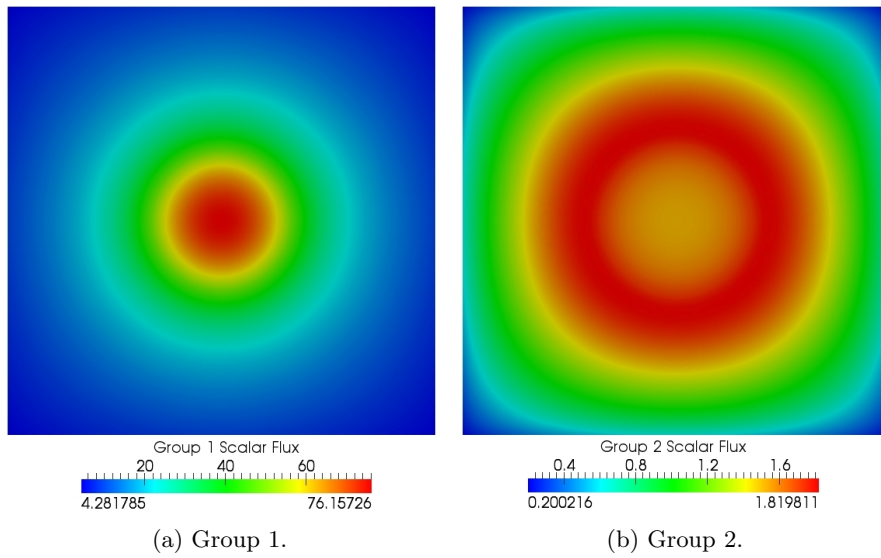 Group 1 Scalar Flux
20 40 60
4.281785 76.15726
(a) Group 1.
Group 2 Scalar Flux
0.4 0.8 1.2 1.6
0.200216 1.819811
(b) Group 2.